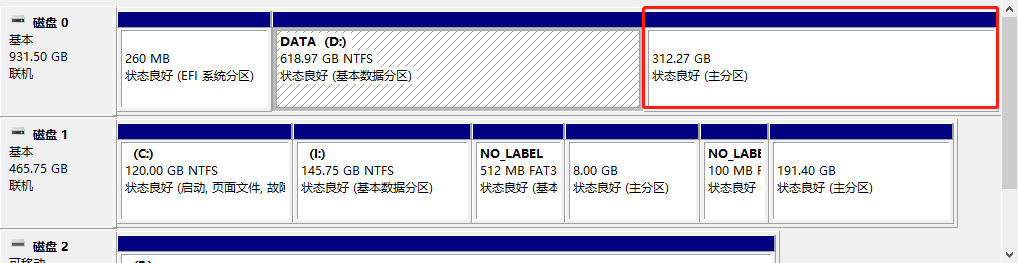 磁盘 0
基本
931.50 GB
联机
260 MB
状态良好 (EFI 系统分区)
DATA (D:)
618.97 GB NTFS
状态良好 (基本数据分区)
312.27 GB
状态良好 (主分区)
磁盘 1
基本
465.75 GB
联机
(C:)
120.00 GB NTFS
状态良好 (启动, 页面文件, 故障
(I:)
145.75 GB NTFS
状态良好 (基本数据分区)
NO_LABEL
512 MB FAT3
状态良好 (基本
8.00 GB
状态良好 (主分区)
NO_LABE
100 MB F
状态良好
191.40 GB
状态良好 (主分区)
磁盘 2
可移动